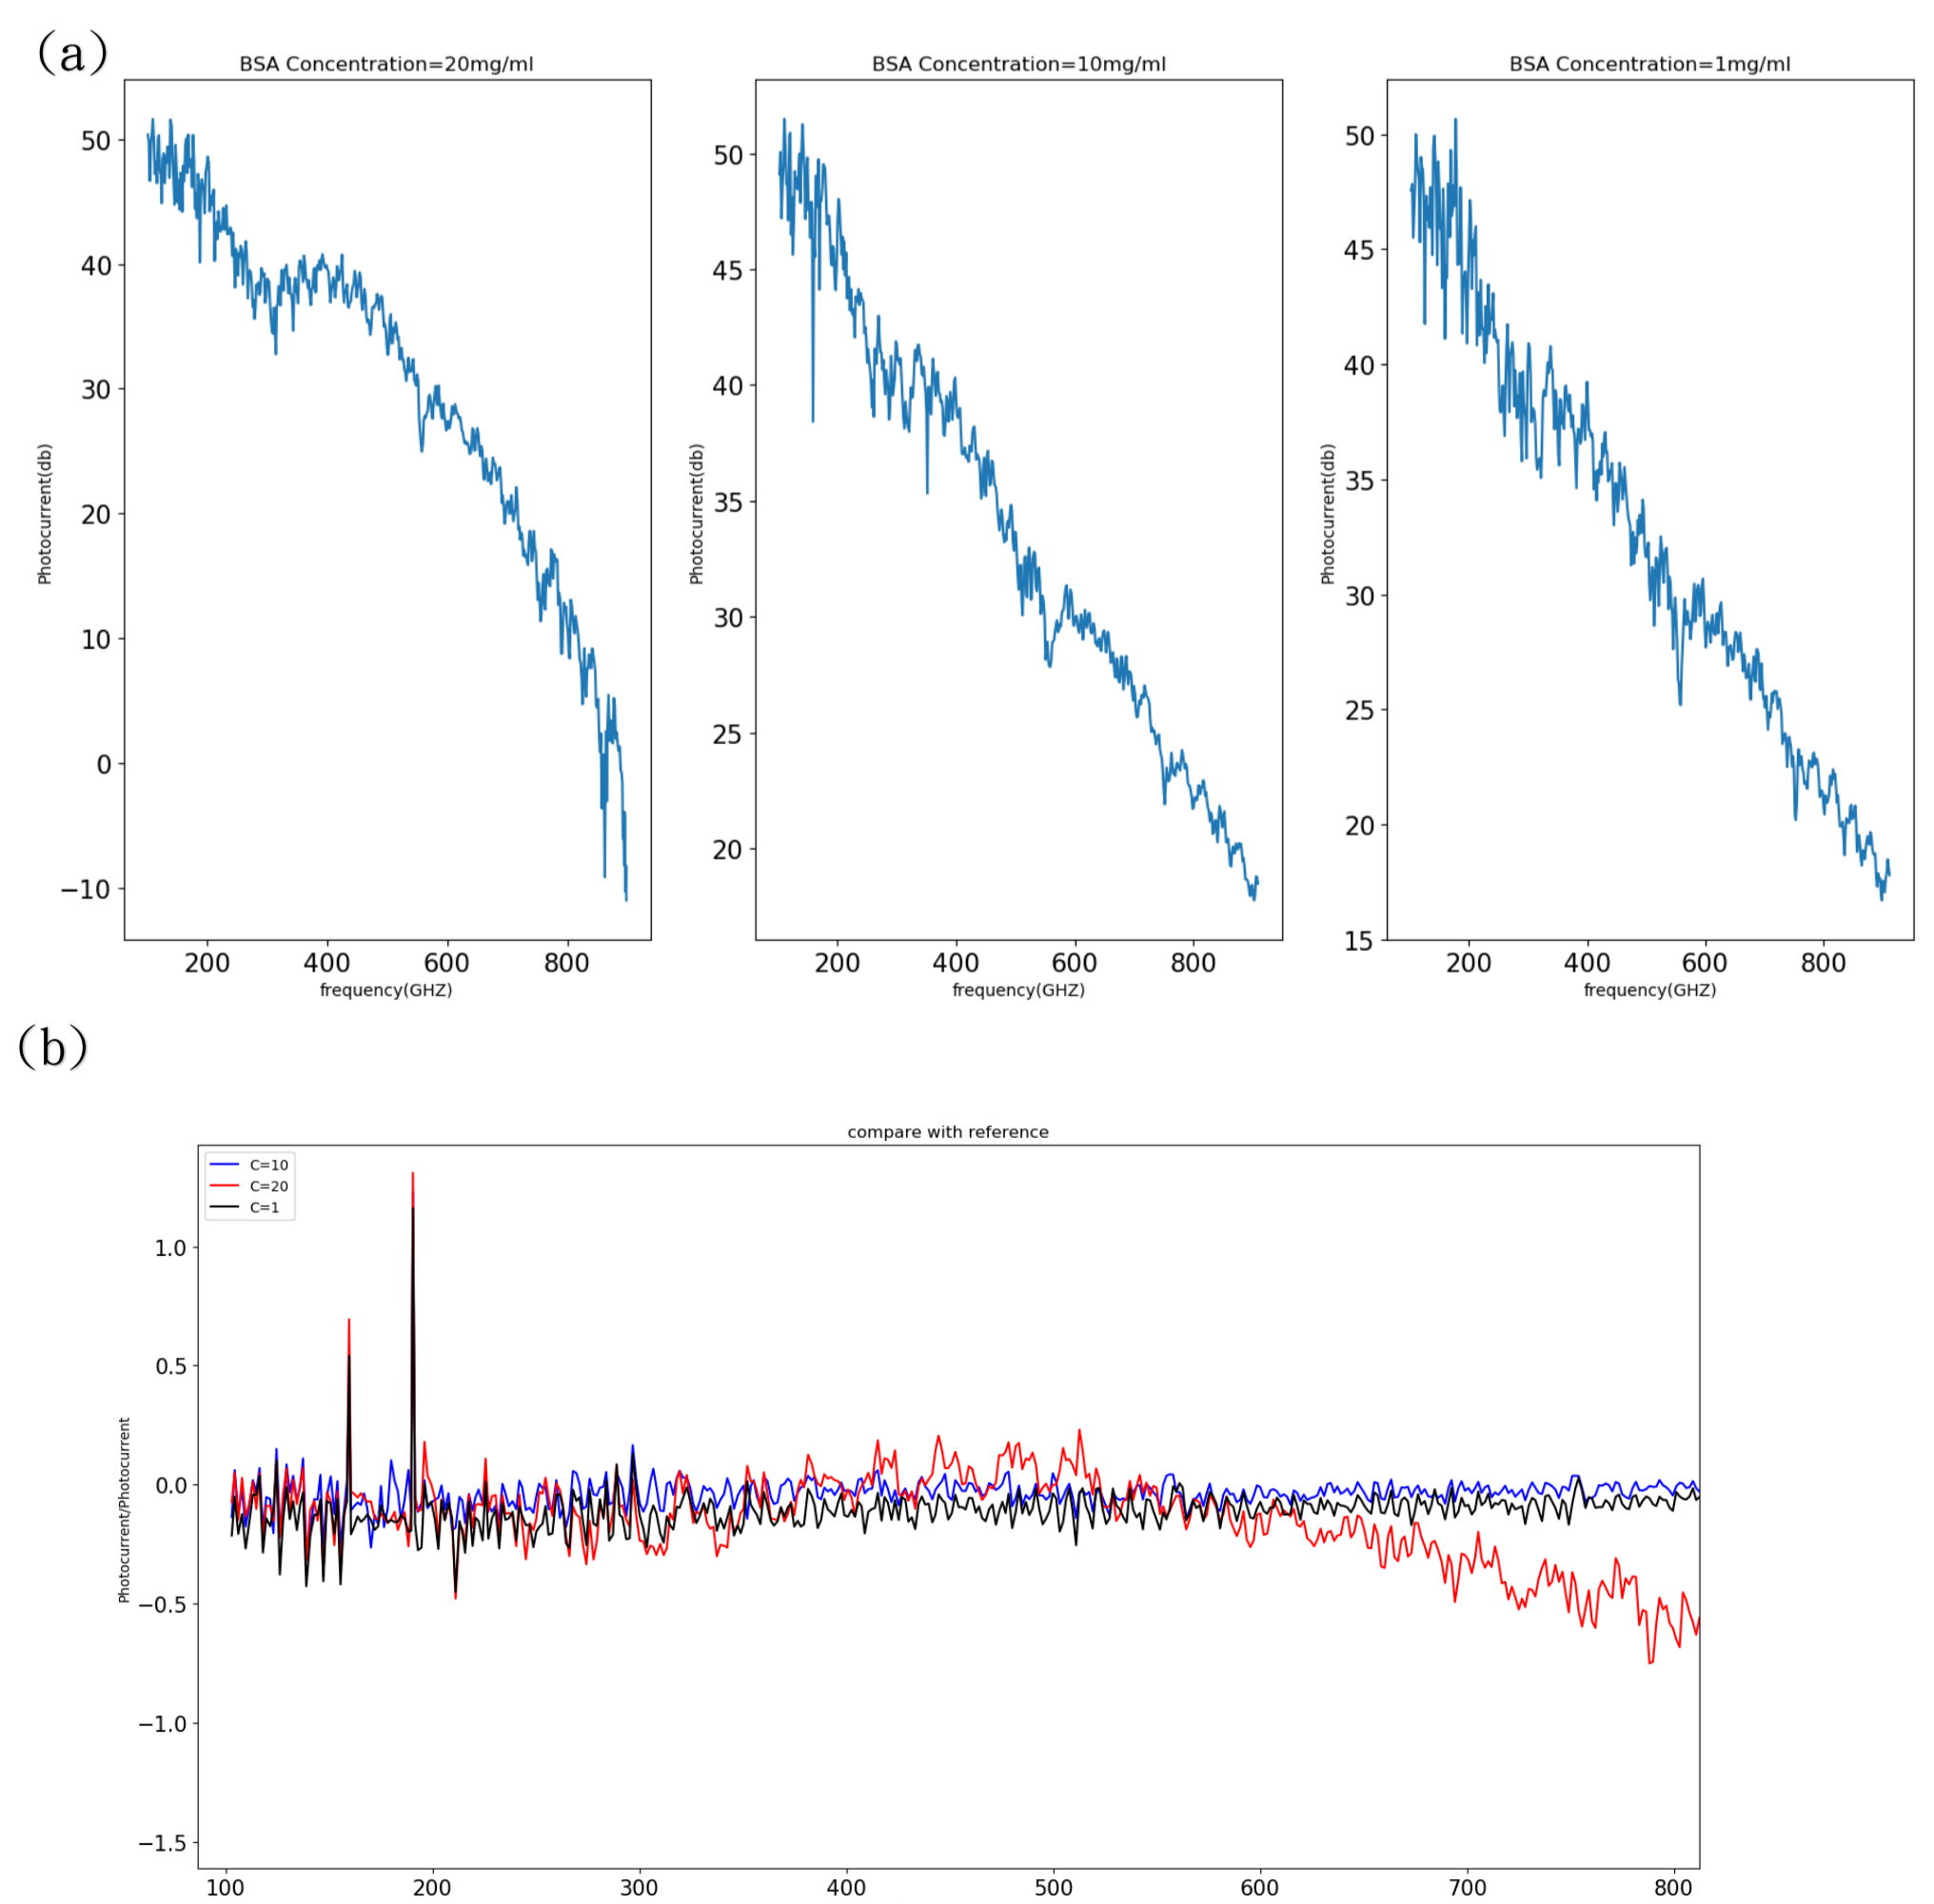 (a)
BSA Concentration=20mg/ml
50
40
30
20
10
0
−10
Photocurrent(db)
200 400 600 800
frequency(GHZ)
BSA Concentration=10mg/ml
50
45
40
35
30
25
20
Photocurrent(db)
200 400 600 800
frequency(GHZ)
BSA Concentration=1mg/ml
50
45
40
35
30
25
20
15
Photocurrent(db)
200 400 600 800
frequency(GHZ)
(b)
compare with reference
C=10
C=20
C=1
1.0
0.5
0.0
−0.5
−1.0
−1.5
Photocurrent/Photocurrent
100 200 300 400 500 600 700 800